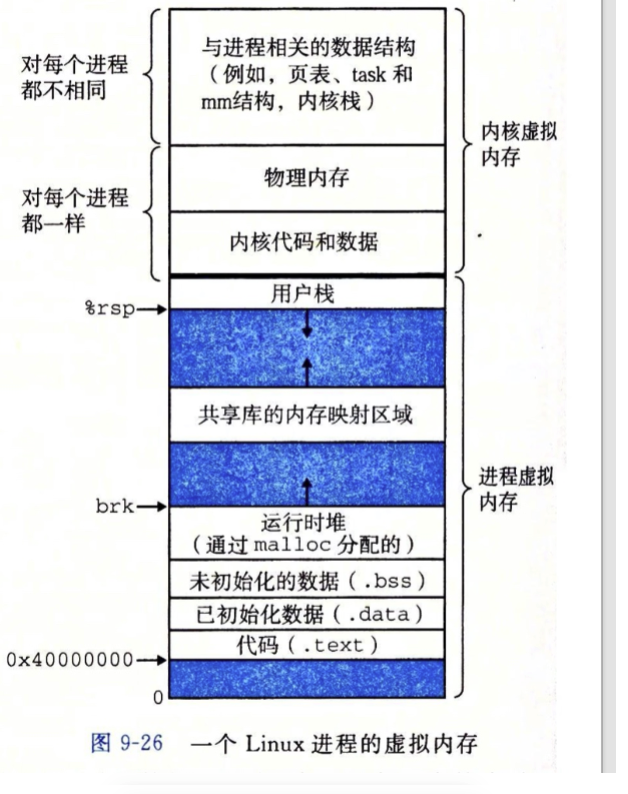 对每个进程
都不相同
与进程相关的数据结构
（例如，页表、task 和
mm结构，内核栈）
内核虚拟
内存
对每个进程
都一样
物理内存
内核代码和数据
用户栈
%rsp
共享库的内存映射区域
进程虚拟
内存
brk
运行时堆
（通过 malloc 分配的）
未初始化的数据（.bss）
已初始化数据（.data）
代码（.text）
0x40000000
0
图 9-26 一个 Linux 进程的虚拟内存